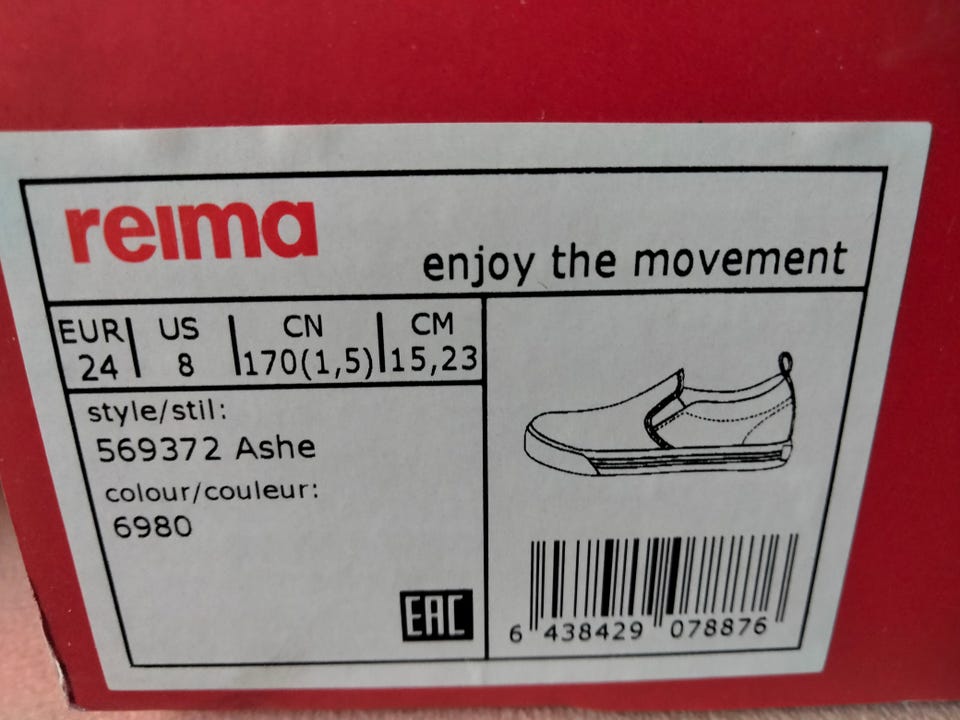 reima
enjoy the movement
EUR US CN CM
24 8 170(1,5) 15,23
style/stil:
569372 Ashe
colour/couleur:
6980
EAC
6 438429 078876